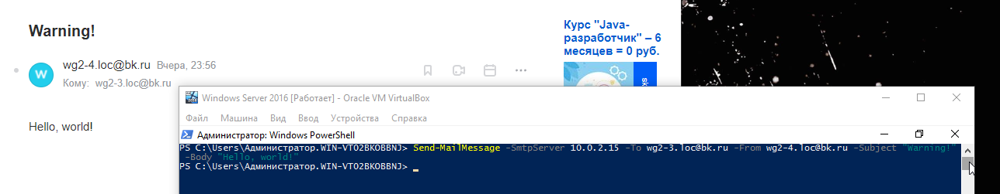 Warning!
W
wg2-4.loc@bk.ru Вчера, 23:56
Кому: wg2-3.loc@bk.ru
Hello, world!
Курс "Java-
разработчик" – 6
месяцев = 0 руб.
Windows Server 2016 [Работает] - Oracle VM VirtualBox
Файл Машина Вид Ввод Устройства Справка
Администратор: Windows PowerShell
PS C:\Users\Администратор.WIN-VTO2BKOBBNJ> Send-MailMessage -SmtpServer 10.0.2.15 -To wg2-3.loc@bk.ru -From wg2-4.loc@bk.ru -Subject "Warning!"
-Body "Hello, world!"
PS C:\Users\Администратор.WIN-VTO2BKOBBNJ>